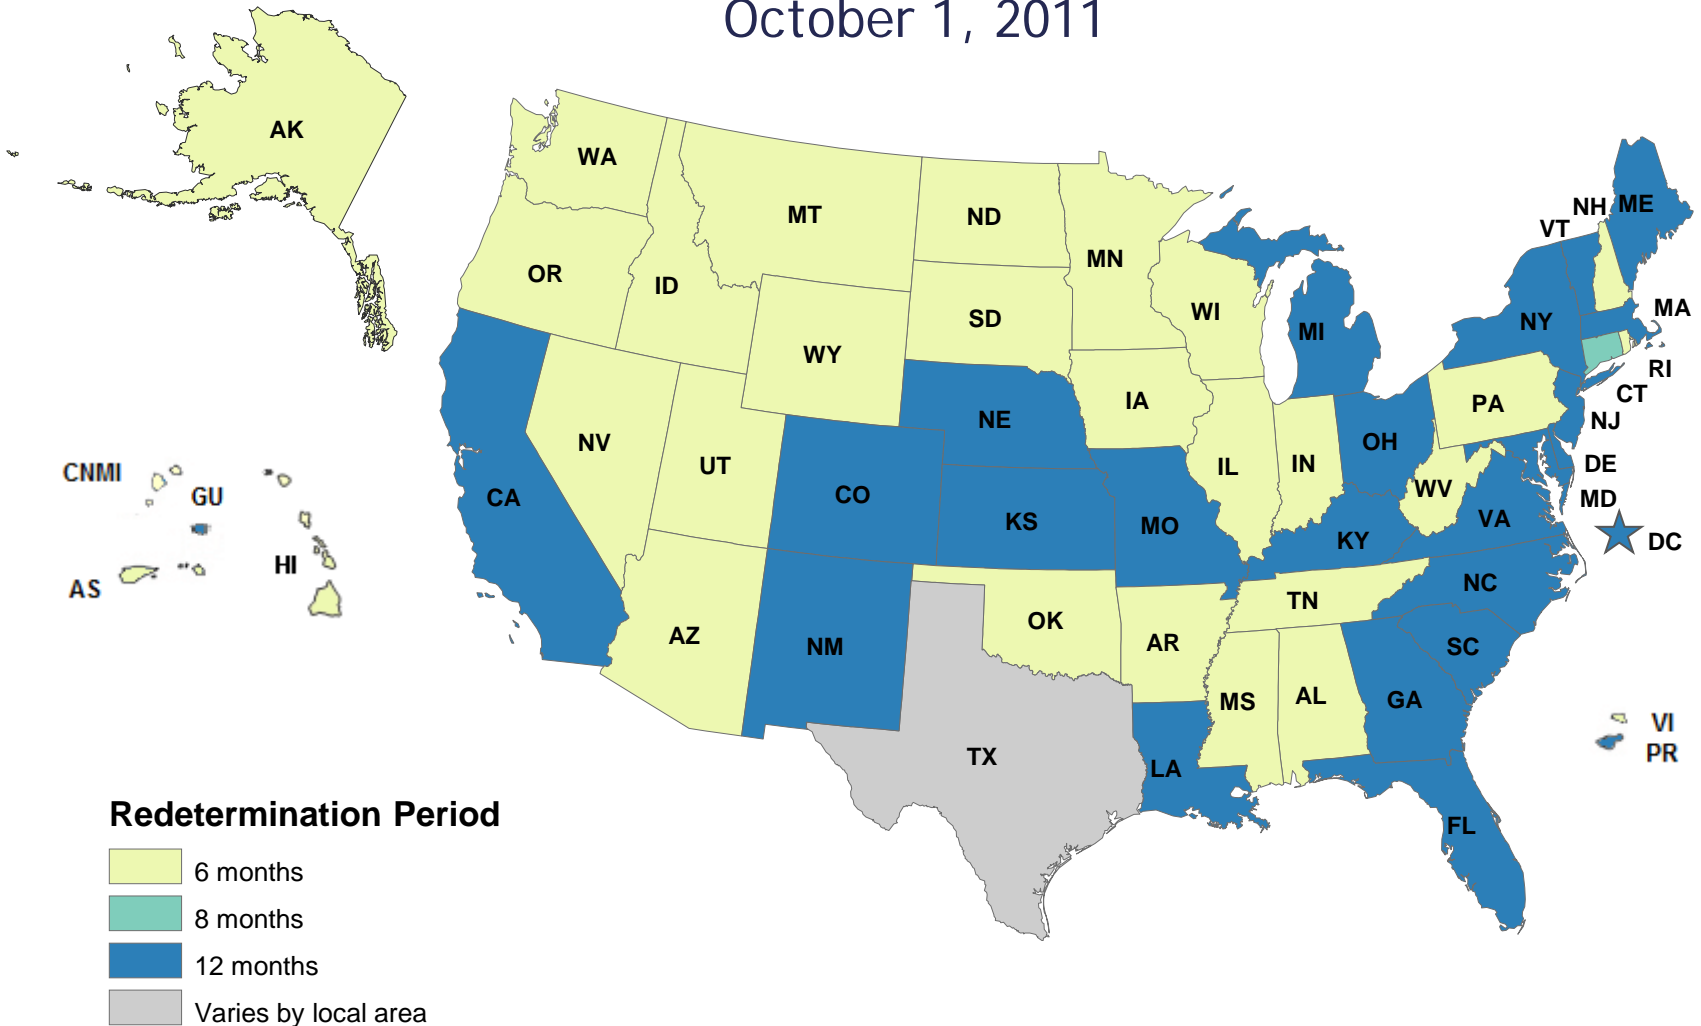 October 1, 2011
AK
WA
MT
ND
MN
OR
ID
SD
WI
WY
MI
NH
ME
VT
NY
MA
RI
CT
PA
NJ
IA
NE
NV
UT
CA
CO
KS
MO
IL
IN
OH
WV
VA
KY
DE
MD
DC
CNMI
GU
HI
AS
AZ
NM
OK
AR
TN
NC
SC
MS
AL
GA
TX
LA
FL
VI
PR
Redetermination Period
6 months
8 months
12 months
Varies by local area